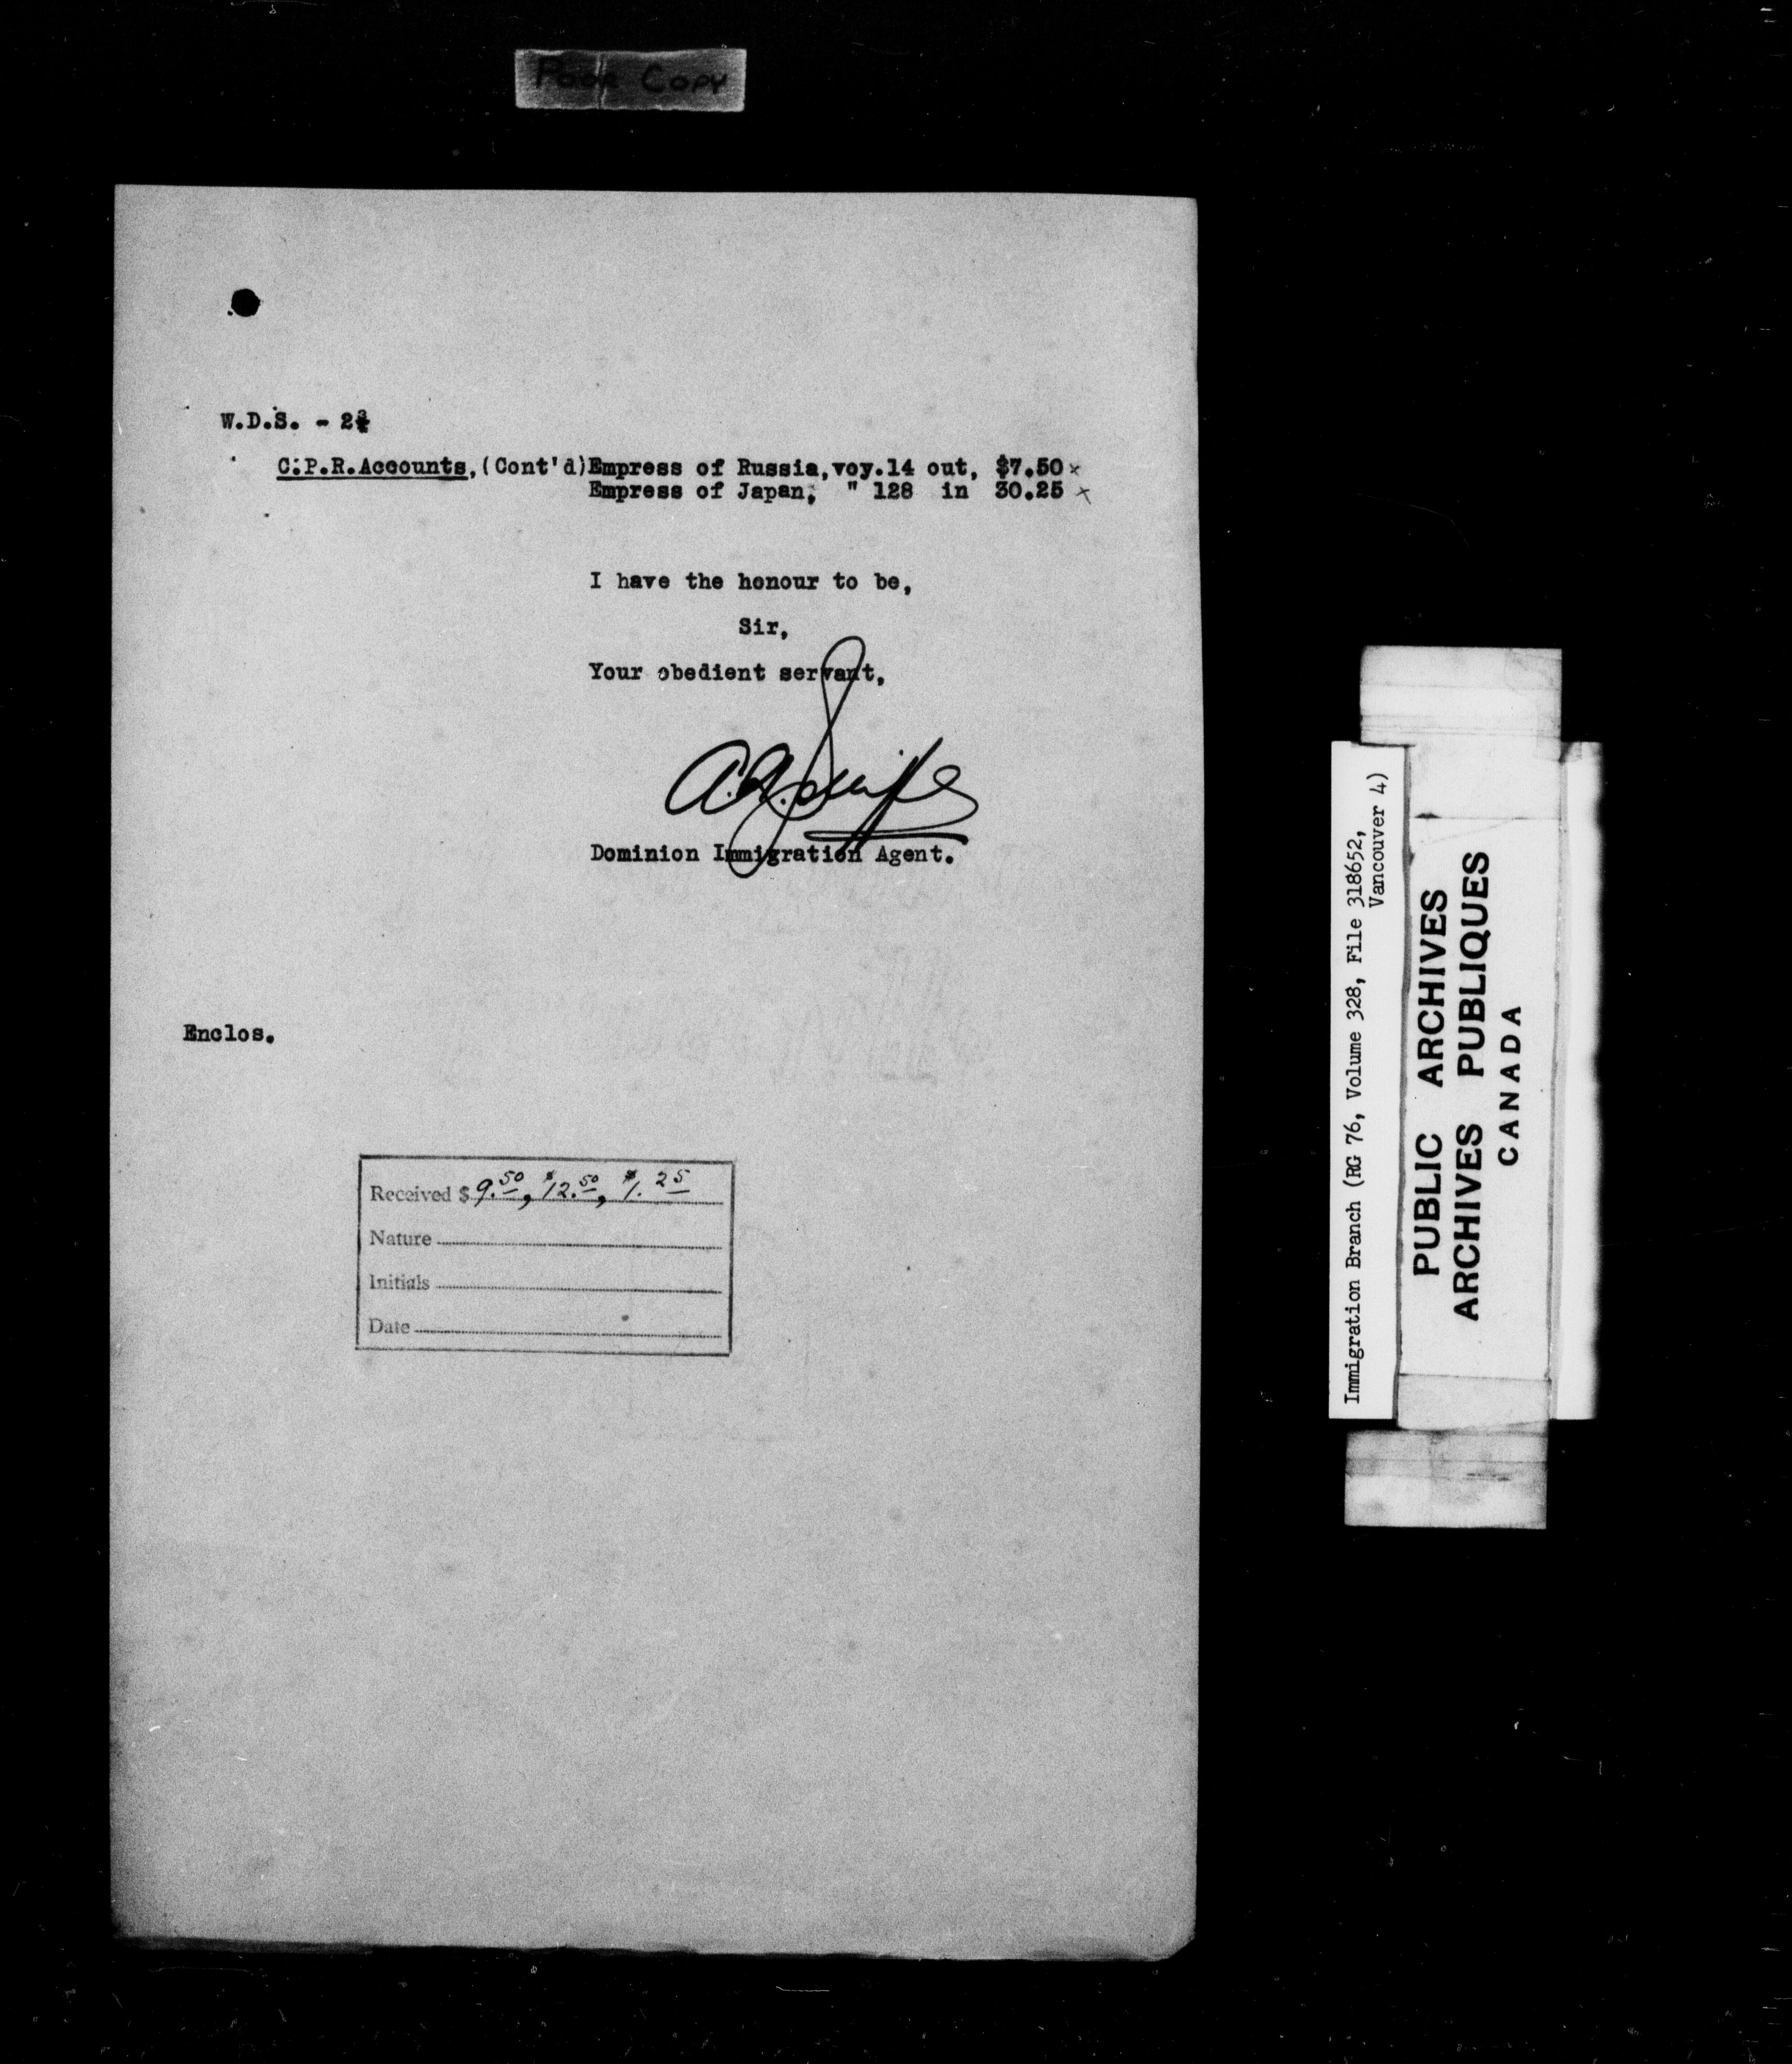 Poor Copy
W.D.S. - 2¾
C.P.R.Accounts,(Cont'd)Empress of Russia,voy.14 out, $7.50 x
Empress of Japan, " 128 in 30.25 x
I have the honour to be,
Sir,
Your obedient servant,
Dominion Immigration Agent.
Enclos.
Received $ 9.50, $12.50, $1.25
Nature
Initials
Date
Immigration Branch (RG 76, Volume 328, File 318652,
Vancouver 4)
PUBLIC ARCHIVES
ARCHIVES PUBLIQUES
CANADA